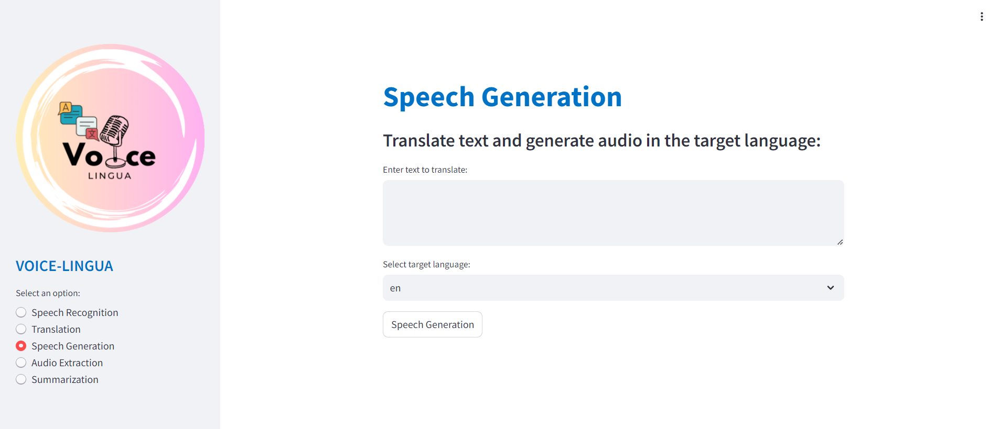 A
文
Voice
LINGUA
VOICE-LINGUA
Select an option:
Speech Recognition
Translation
Speech Generation
Audio Extraction
Summarization
Speech Generation
Translate text and generate audio in the target language:
Enter text to translate:
Select target language:
en
Speech Generation